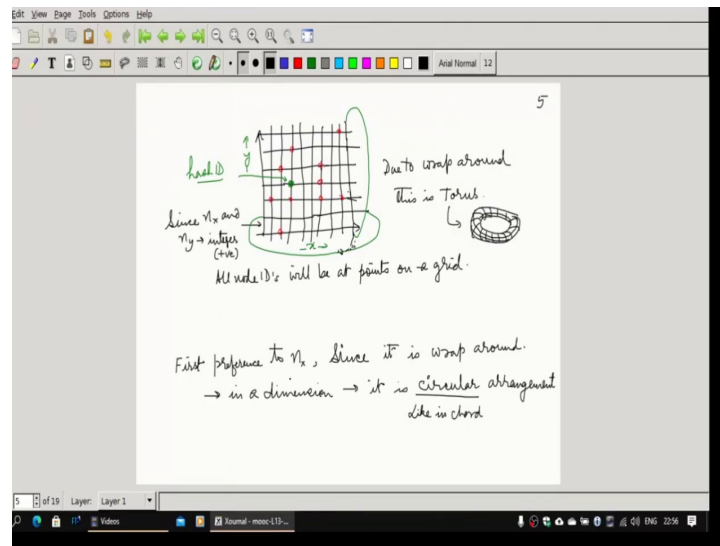 Edit View Page Tools Options Help
T
Arial Normal 12
5
hash ID
y
Due to wrap around
this is Torus.
Since nx and
ny → integer
(+ve)
-x→
All node ID's will be at points on a grid.
First preference to nx, Since it is wrap around.
→ in a dimension → it is circular arrangement
Like in chord
5 of 19 Layer: Layer 1
Videos
Xournal - mooc-L13-...
ENG 22:56